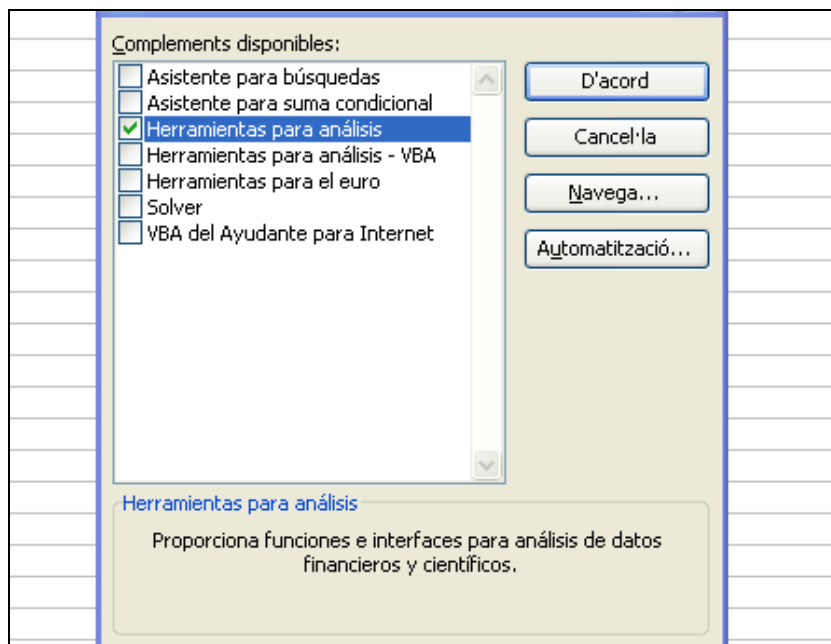 Complements disponibles:
Asistente para búsquedas
Asistente para suma condicional
Herramientas para análisis
Herramientas para análisis - VBA
Herramientas para el euro
Solver
VBA del Ayudante para Internet
D'acord
Cancel·la
Navega...
Automatització...
Herramientas para análisis
Proporciona funciones e interfaces para análisis de datos
financieros y científicos.